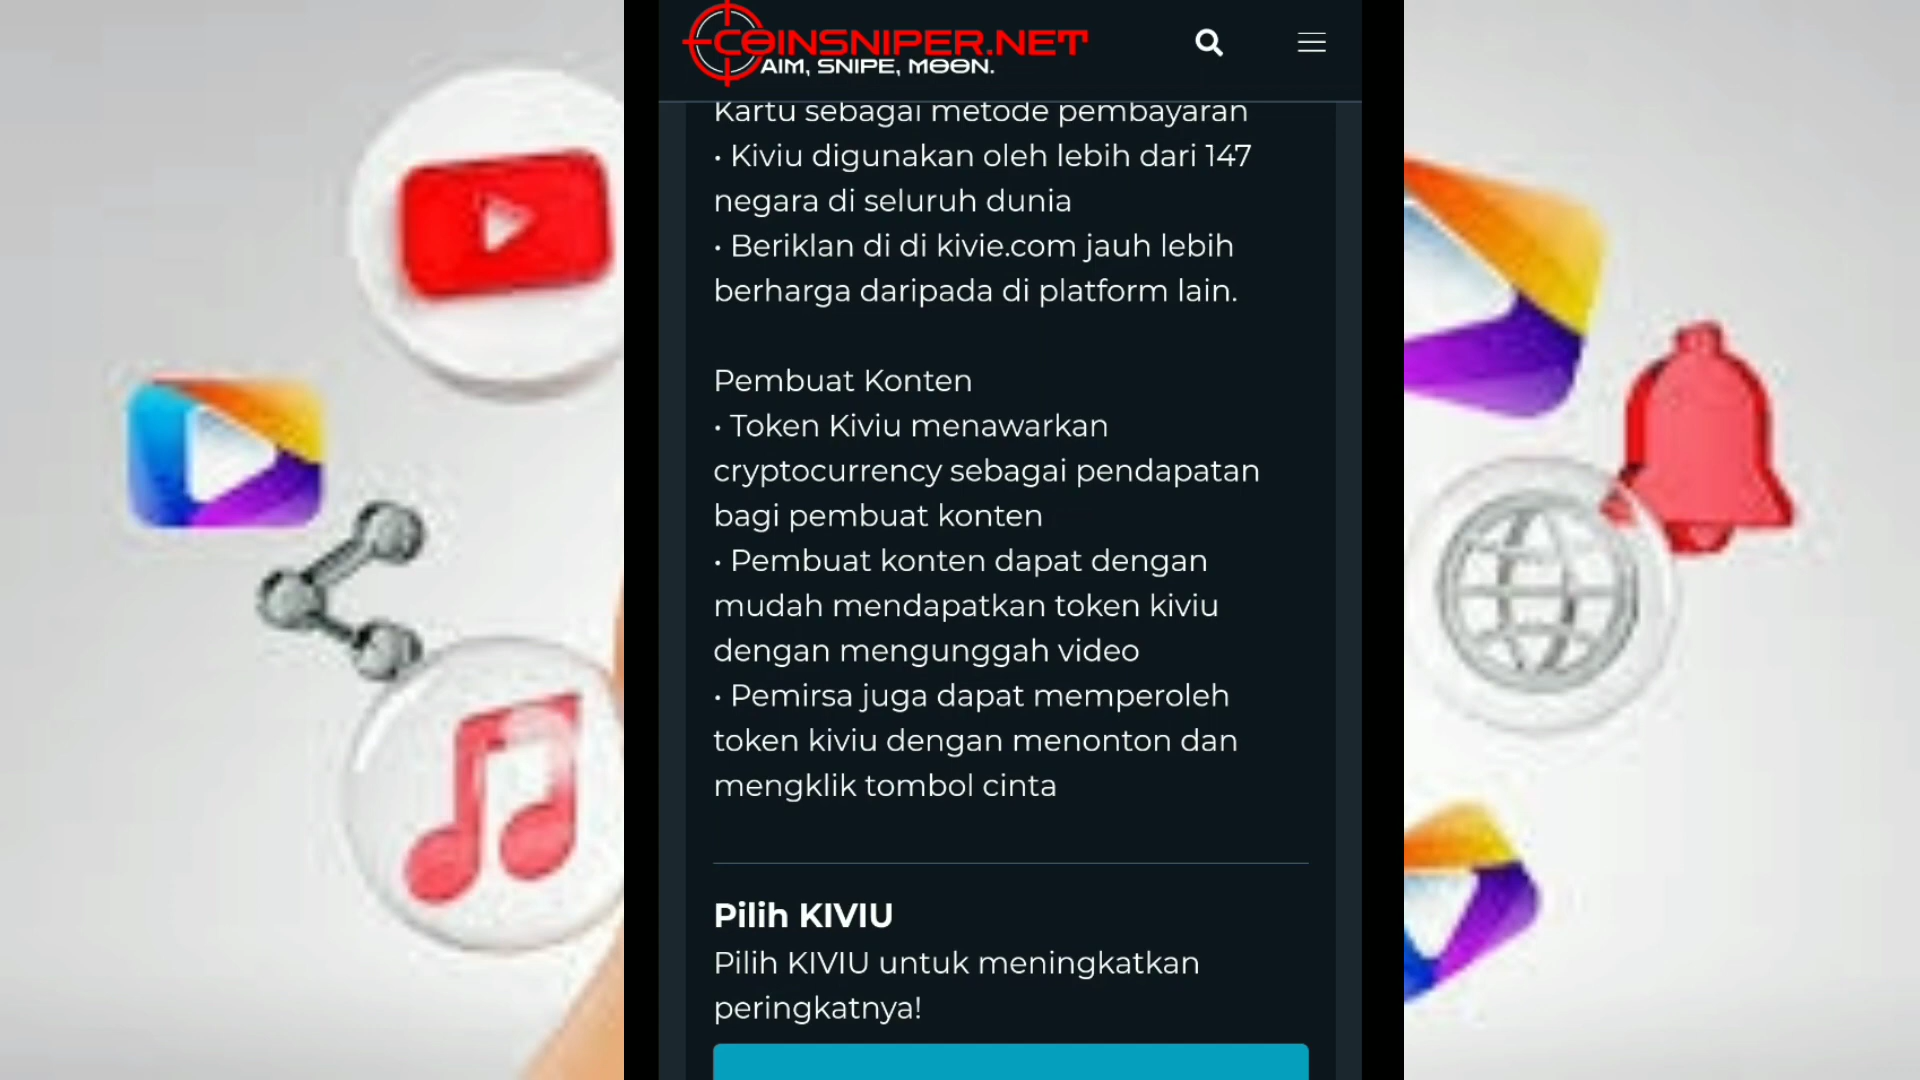 COINSNIPER.NET
AIM, SNIPE, MOON.
Kartu sebagai metode pembayaran
• Kiviu digunakan oleh lebih dari 147
negara di seluruh dunia
• Beriklan di di kivie.com jauh lebih
berharga daripada di platform lain.
Pembuat Konten
• Token Kiviu menawarkan
cryptocurrency sebagai pendapatan
bagi pembuat konten
• Pembuat konten dapat dengan
mudah mendapatkan token kiviu
dengan mengunggah video
• Pemirsa juga dapat memperoleh
token kiviu dengan menonton dan
mengklik tombol cinta
Pilih KIVIU
Pilih KIVIU untuk meningkatkan
peringkatnya!